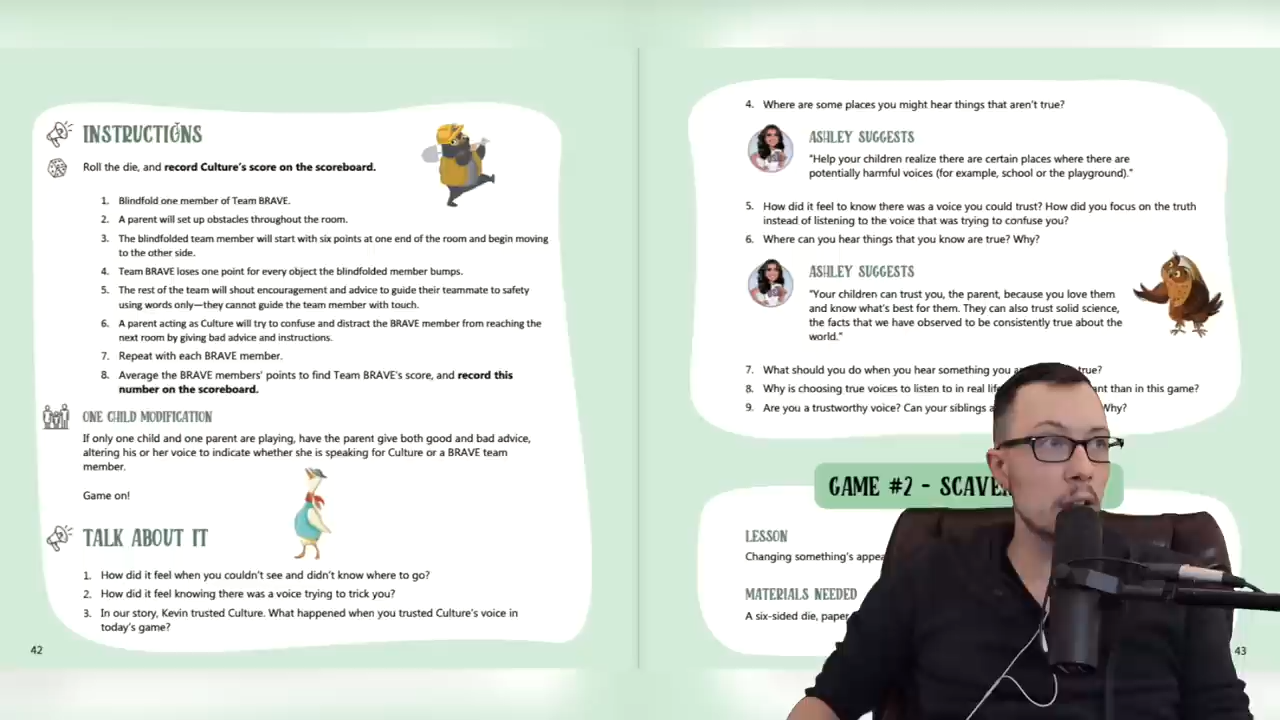 INSTRUCTIONS
Roll the die, and record Culture's score on the scoreboard.
1. Blindfold one member of Team BRAVE.
2. A parent will set up obstacles throughout the room.
3. The blindfolded team member will start with six points at one end of the room and begin moving
to the other side.
4. Team BRAVE loses one point for every object the blindfolded member bumps.
5. The rest of the team will shout encouragement and advice to guide their teammate to safety
using words only—they cannot guide the team member with touch.
6. A parent acting as Culture will try to confuse and distract the BRAVE member from reaching the
next room by giving bad advice and instructions.
7. Repeat with each BRAVE member.
8. Average the BRAVE members' points to find Team BRAVE's score, and record this
number on the scoreboard.
ONE CHILD MODIFICATION
If only one child and one parent are playing, have the parent give both good and bad advice,
altering his or her voice to indicate whether she is speaking for Culture or a BRAVE team
member.
Game on!
TALK ABOUT IT
1. How did it feel when you couldn't see and didn't know where to go?
2. How did it feel knowing there was a voice trying to trick you?
3. In our story, Kevin trusted Culture. What happened when you trusted Culture's voice in
today's game?
42
4. Where are some places you might hear things that aren't true?
ASHLEY SUGGESTS
"Help your children realize there are certain places where there are
potentially harmful voices (for example, school or the playground)."
5. How did it feel to know there was a voice you could trust? How did you focus on the truth
instead of listening to the voice that was trying to confuse you?
6. Where can you hear things that you know are true? Why?
ASHLEY SUGGESTS
"Your children can trust you, the parent, because you love them
and know what's best for them. They can also trust solid science,
the facts that we have observed to be consistently true about the
world."
7. What should you do when you hear something you true?
8. Why is choosing true voices to listen to in real than in this game?
9. Are you a trustworthy voice? Can your siblings Why?
GAME #2 -
LESSON
Changing something's
MATERIALS NEEDED
A six-sided die, paper
43